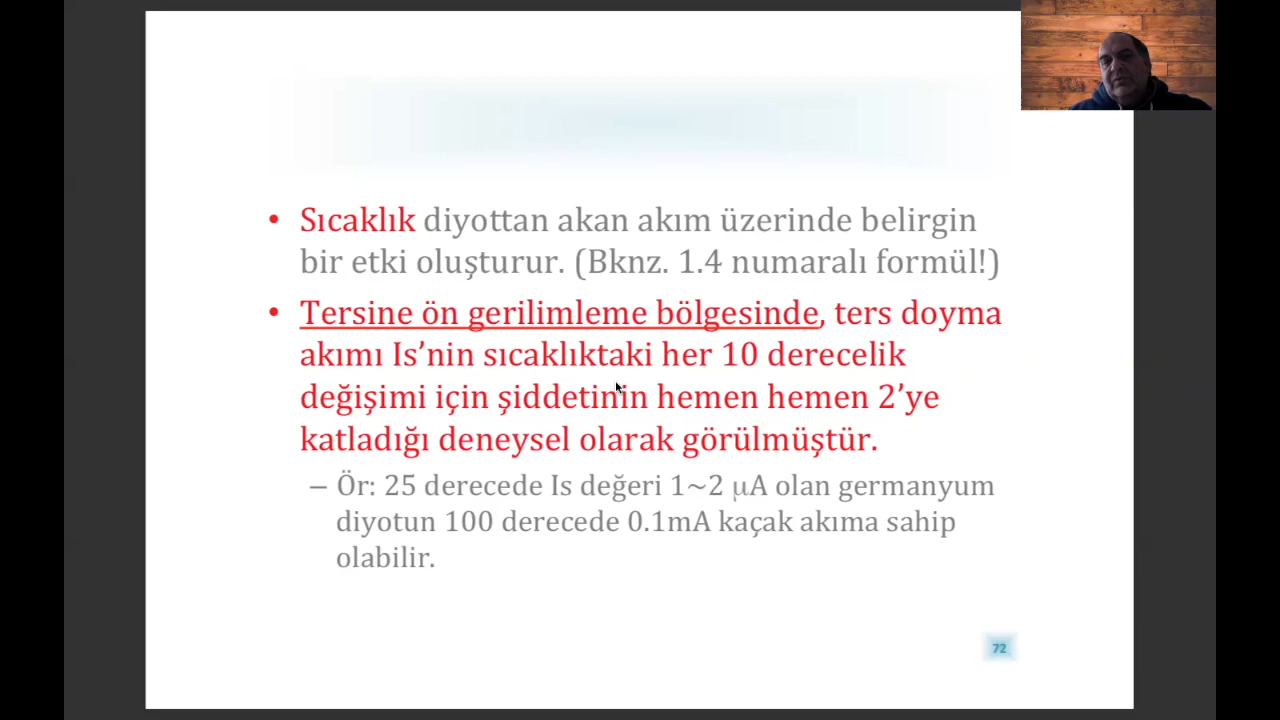 • Sıcaklık diyottan akan akım üzerinde belirgin
bir etki oluşturur. (Bknz. 1.4 numaralı formül!)
• Tersine ön gerilimleme bölgesinde, ters doyma
akımı Is’nin sıcaklıktaki her 10 derecelik
değişimi için şiddetinin hemen hemen 2’ye
katladığı deneysel olarak görülmüştür.
– Ör: 25 derecede Is değeri 1~2 µA olan germanyum
diyotun 100 derecede 0.1mA kaçak akıma sahip
olabilir.
72